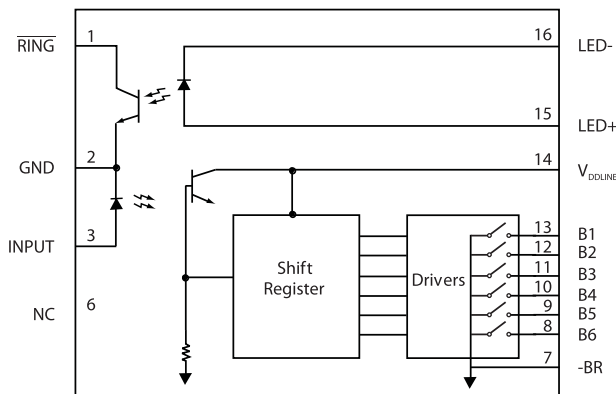 RING 1
16 LED-
15 LED+
GND 2
14 VDDLINE
INPUT 3
NC 6
Shift
Register
Drivers
13 B1
12 B2
11 B3
10 B4
9 B5
8 B6
7 -BR